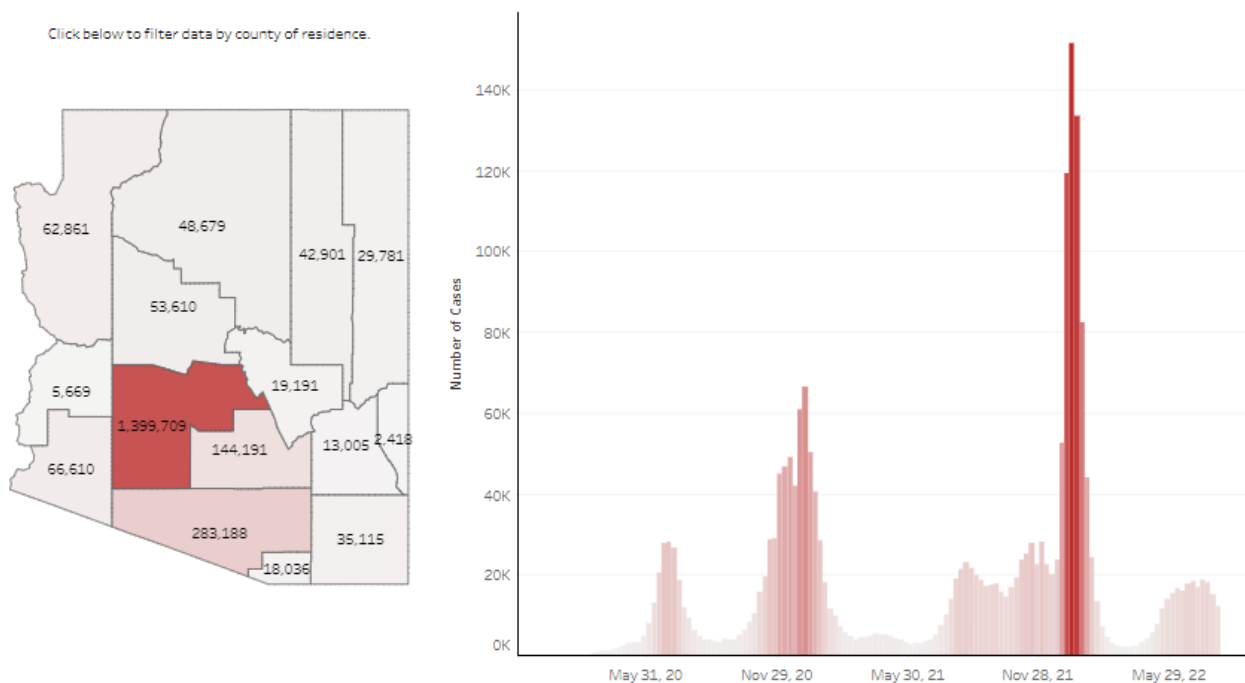 Click below to filter data by county of residence.
62,861
48,679
42,901
29,781
53,610
5,669
19,191
1,399,709
144,191
13,005
2,418
66,610
283,188
35,115
18,036
Number of Cases
140K
120K
100K
80K
60K
40K
20K
0K
May 31, 20
Nov 29, 20
May 30, 21
Nov 28, 21
May 29, 22